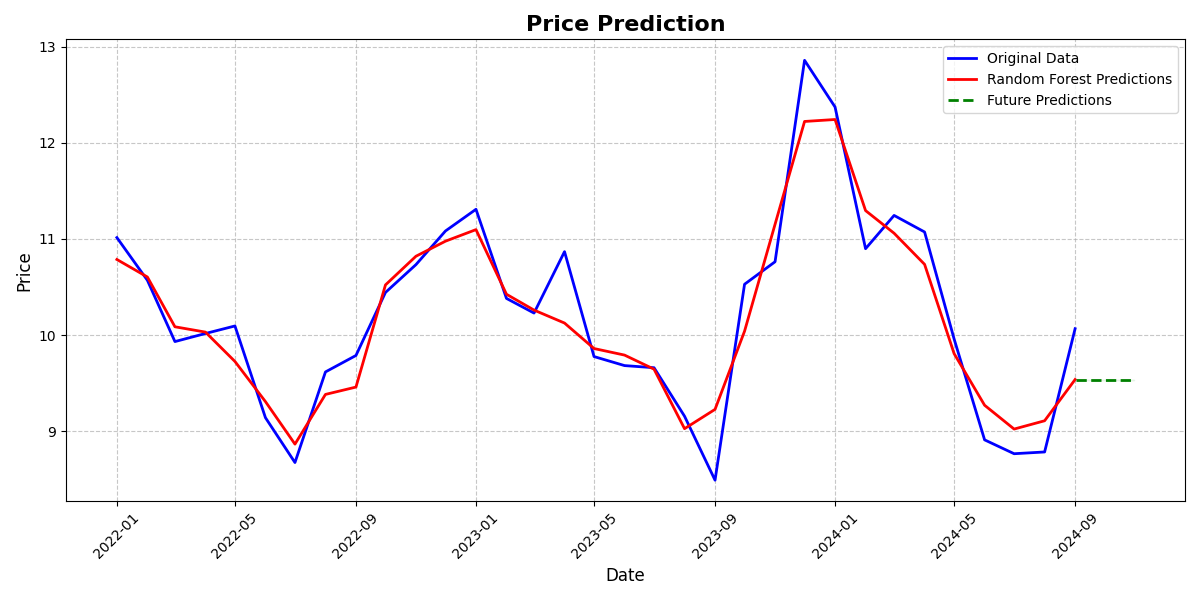 Price Prediction
Original Data
Random Forest Predictions
Future Predictions
Price
13
12
11
10
9
2022-01
2022-05
2022-09
2023-01
2023-05
2023-09
2024-01
2024-05
2024-09
Date